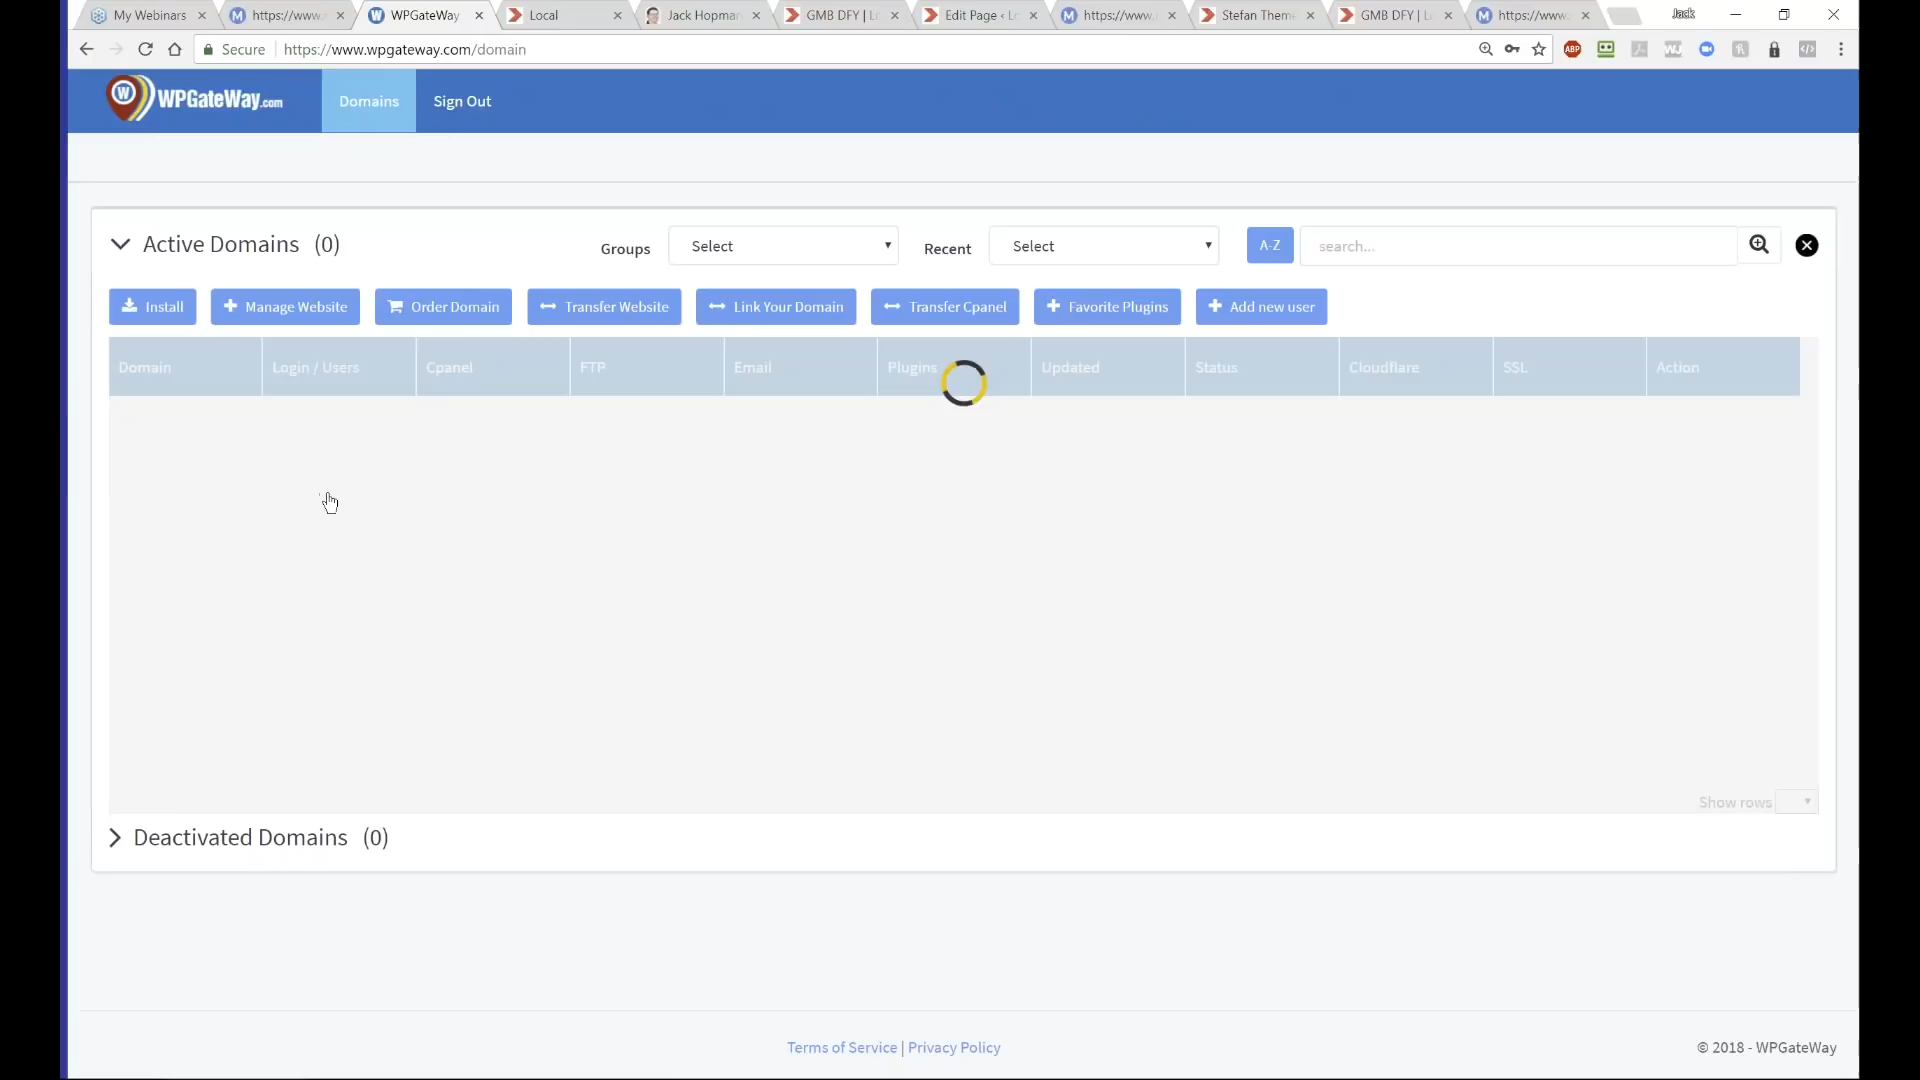 My Webinars
https://www.
WPGateWay
Local
Jack Hopma
GMB DFY | L
Edit Page ‹ L
https://www.
Stefan Them
GMB DFY | L
https://www.
Jack
Secure
https://www.wpgateway.com/domain
ABP
WPGateWay.com
Domains
Sign Out
Active Domains (0)
Groups
Select
Recent
Select
A-Z
search...
Install
Manage Website
Order Domain
Transfer Website
Link Your Domain
Transfer Cpanel
Favorite Plugins
Add new user
Domain
Login / Users
Cpanel
FTP
Email
Plugins
Updated
Status
Cloudflare
SSL
Action
Show rows
Deactivated Domains (0)
Terms of Service | Privacy Policy
© 2018 - WPGateWay